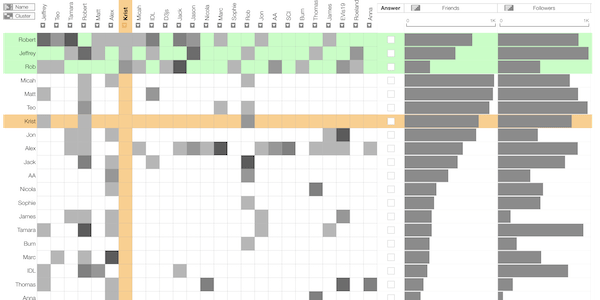 Name
Cluster
Jeffrey
Teo
Tamara
Robert
Matt
Alex
Krist
Micah
IDL
Jack
Jason
Nicola
Marc
Sophie
Rob
Jon
AA
SCI
Bum
Thomas
James
EVis19
Roeland
Anna
Answer
Friends
Followers
0
14
0
14
Robert
Jeffrey
Rob
Micah
Matt
Teo
Krist
Jon
Alex
Jack
AA
Nicola
Sophie
James
Tamara
Bum
Marc
IDL
Thomas
Anna